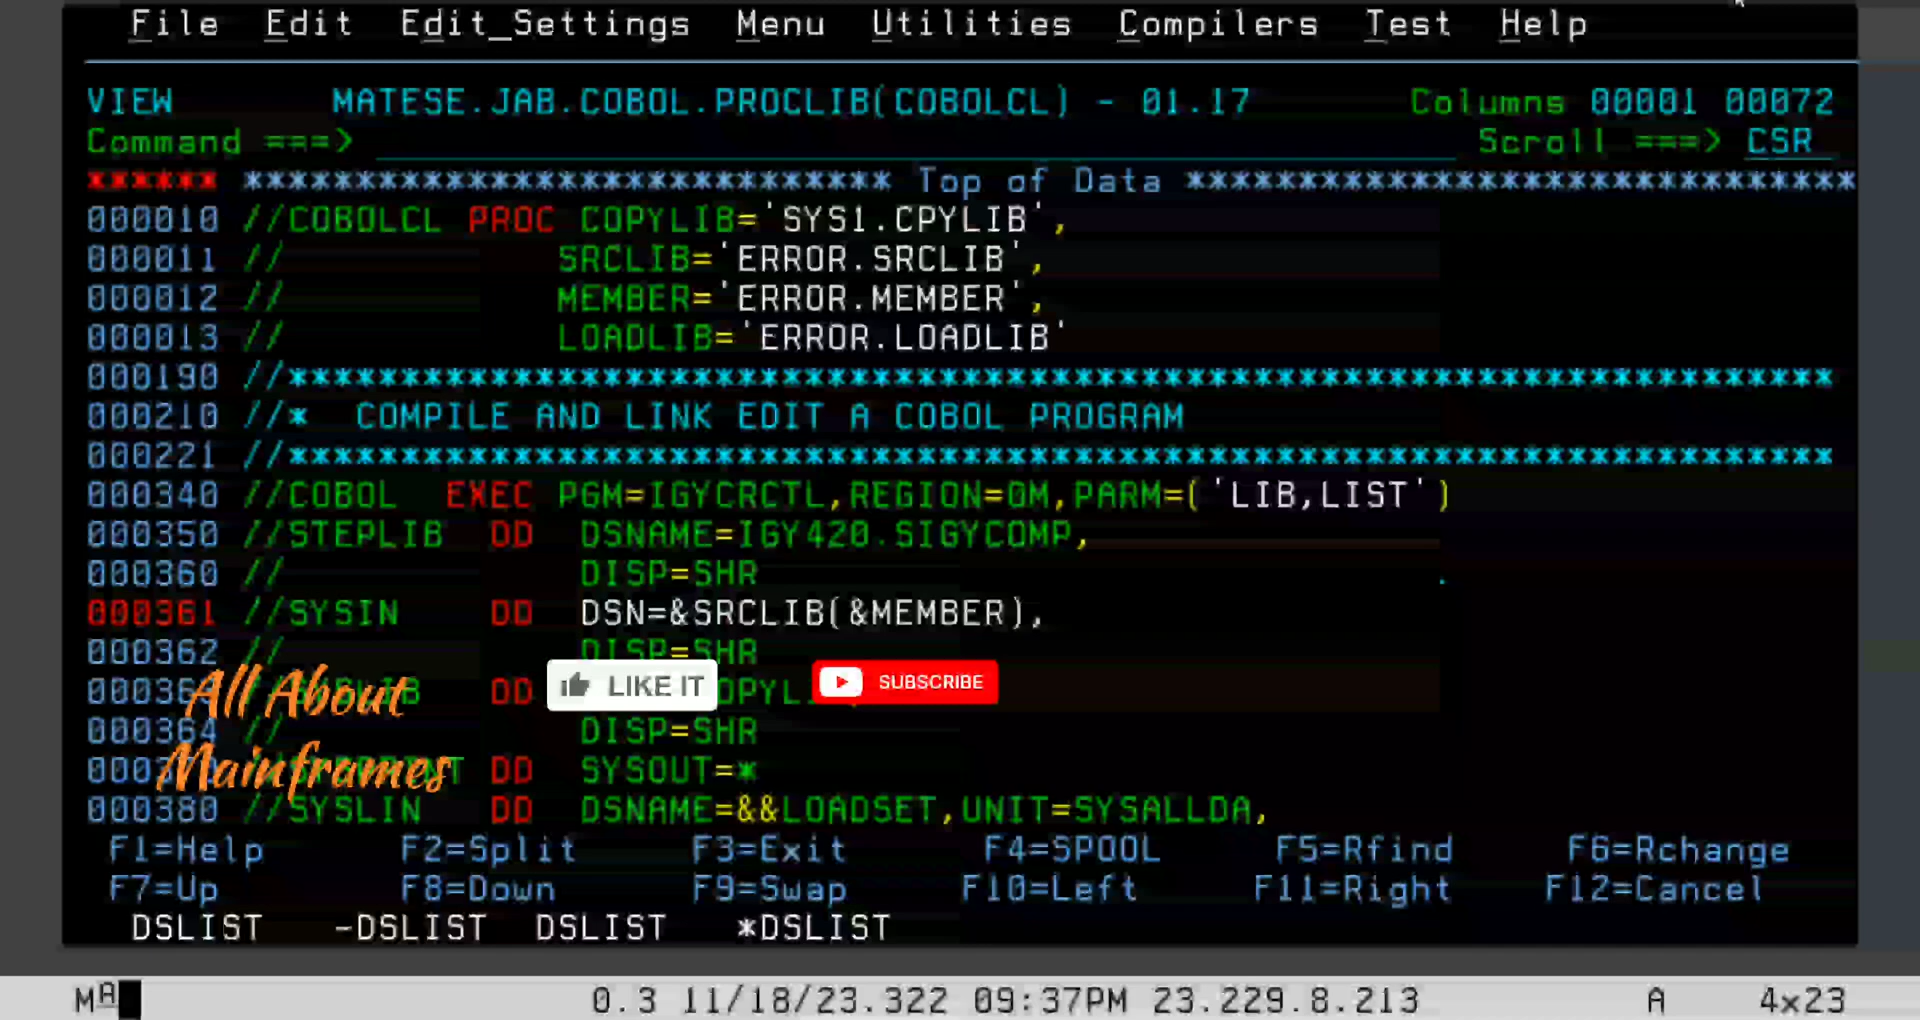 File Edit Edit_Settings Menu Utilities Compilers Test Help
VIEW MATESE.JAB.COBOL.PROCLIB(COBOLCL) - 01.17 Columns 00001 00072
Command ===> Scroll ===> CSR
****** ***************************** Top of Data ******************************
000010 //COBOLCL PROC COPYLIB='SYS1.CPYLIB',
000011 // SRCLIB='ERROR.SRCLIB',
000012 // MEMBER='ERROR.MEMBER',
000013 // LOADLIB='ERROR.LOADLIB'
000190 //*********************************************************************
000210 //* COMPILE AND LINK EDIT A COBOL PROGRAM
000221 //*********************************************************************
000340 //COBOL EXEC PGM=IGYCRCTL,REGION=0M,PARM=('LIB,LIST')
000350 //STEPLIB DD DSNAME=IGY420.SIGYCOMP,
000360 // DISP=SHR
000361 //SYSIN DD DSN=&SRCLIB(&MEMBER),
000362 // DISP=SHR
DD
LIKE IT
SUBSCRIBE
All About
000364 // DISP=SHR
Mainframes
DD SYSOUT=*
000380 //SYSLIN DD DSNAME=&&LOADSET,UNIT=SYSALLDA,
F1=Help F2=Split F3=Exit F4=SPOOL F5=Rfind F6=Rchange
F7=Up F8=Down F9=Swap F10=Left F11=Right F12=Cancel
DSLIST -DSLIST DSLIST *DSLIST
MA 0.3 11/18/23.322 09:37PM 23.229.8.213 A 4x23